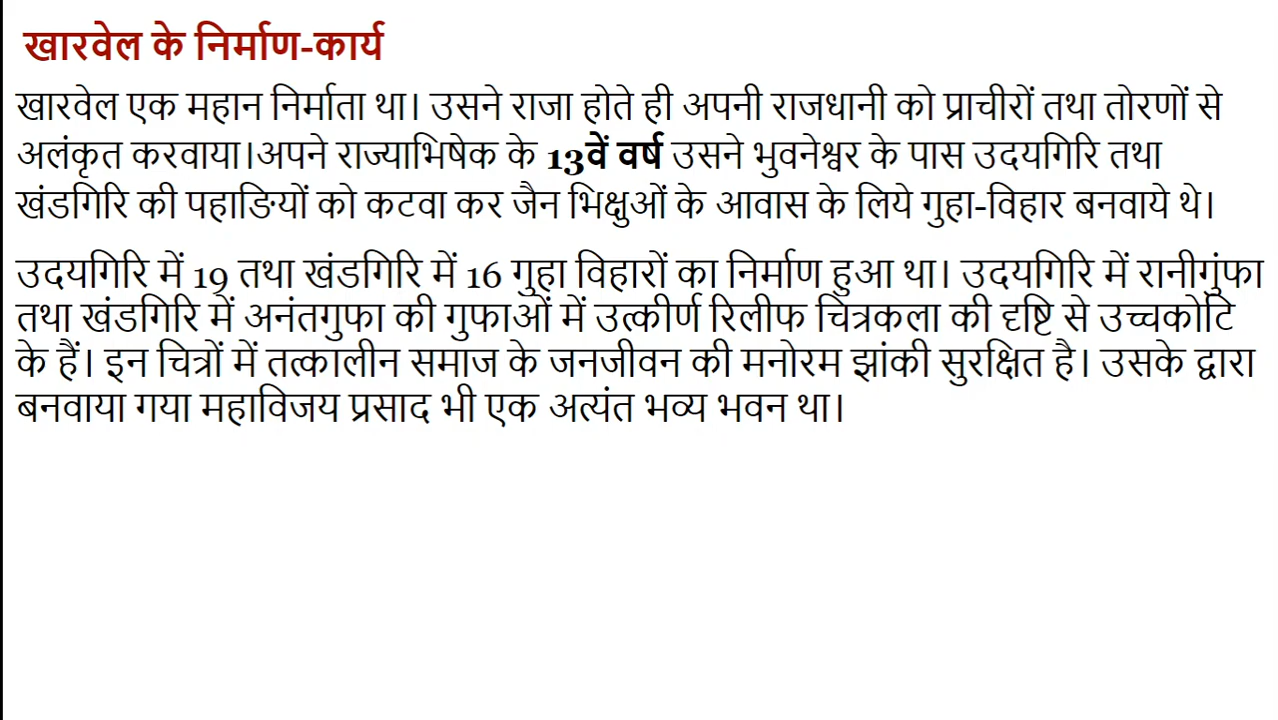 खारवेल के निर्माण-कार्य
खारवेल एक महान निर्माता था। उसने राजा होते ही अपनी राजधानी को प्राचीरों तथा तोरणों से
अलंकृत करवाया।अपने राज्याभिषेक के 13वें वर्ष उसने भुवनेश्वर के पास उदयगिरि तथा
खंडगिरि की पहाङियों को कटवा कर जैन भिक्षुओं के आवास के लिये गुहा-विहार बनवाये थे।
उदयगिरि में 19 तथा खंडगिरि में 16 गुहा विहारों का निर्माण हुआ था। उदयगिरि में रानीगुंफा
तथा खंडगिरि में अनंतगुफा की गुफाओं में उत्कीर्ण रिलीफ चित्रकला की दृष्टि से उच्चकोटि
के हैं। इन चित्रों में तत्कालीन समाज के जनजीवन की मनोरम झांकी सुरक्षित है। उसके द्वारा
बनवाया गया महाविजय प्रसाद भी एक अत्यंत भव्य भवन था।